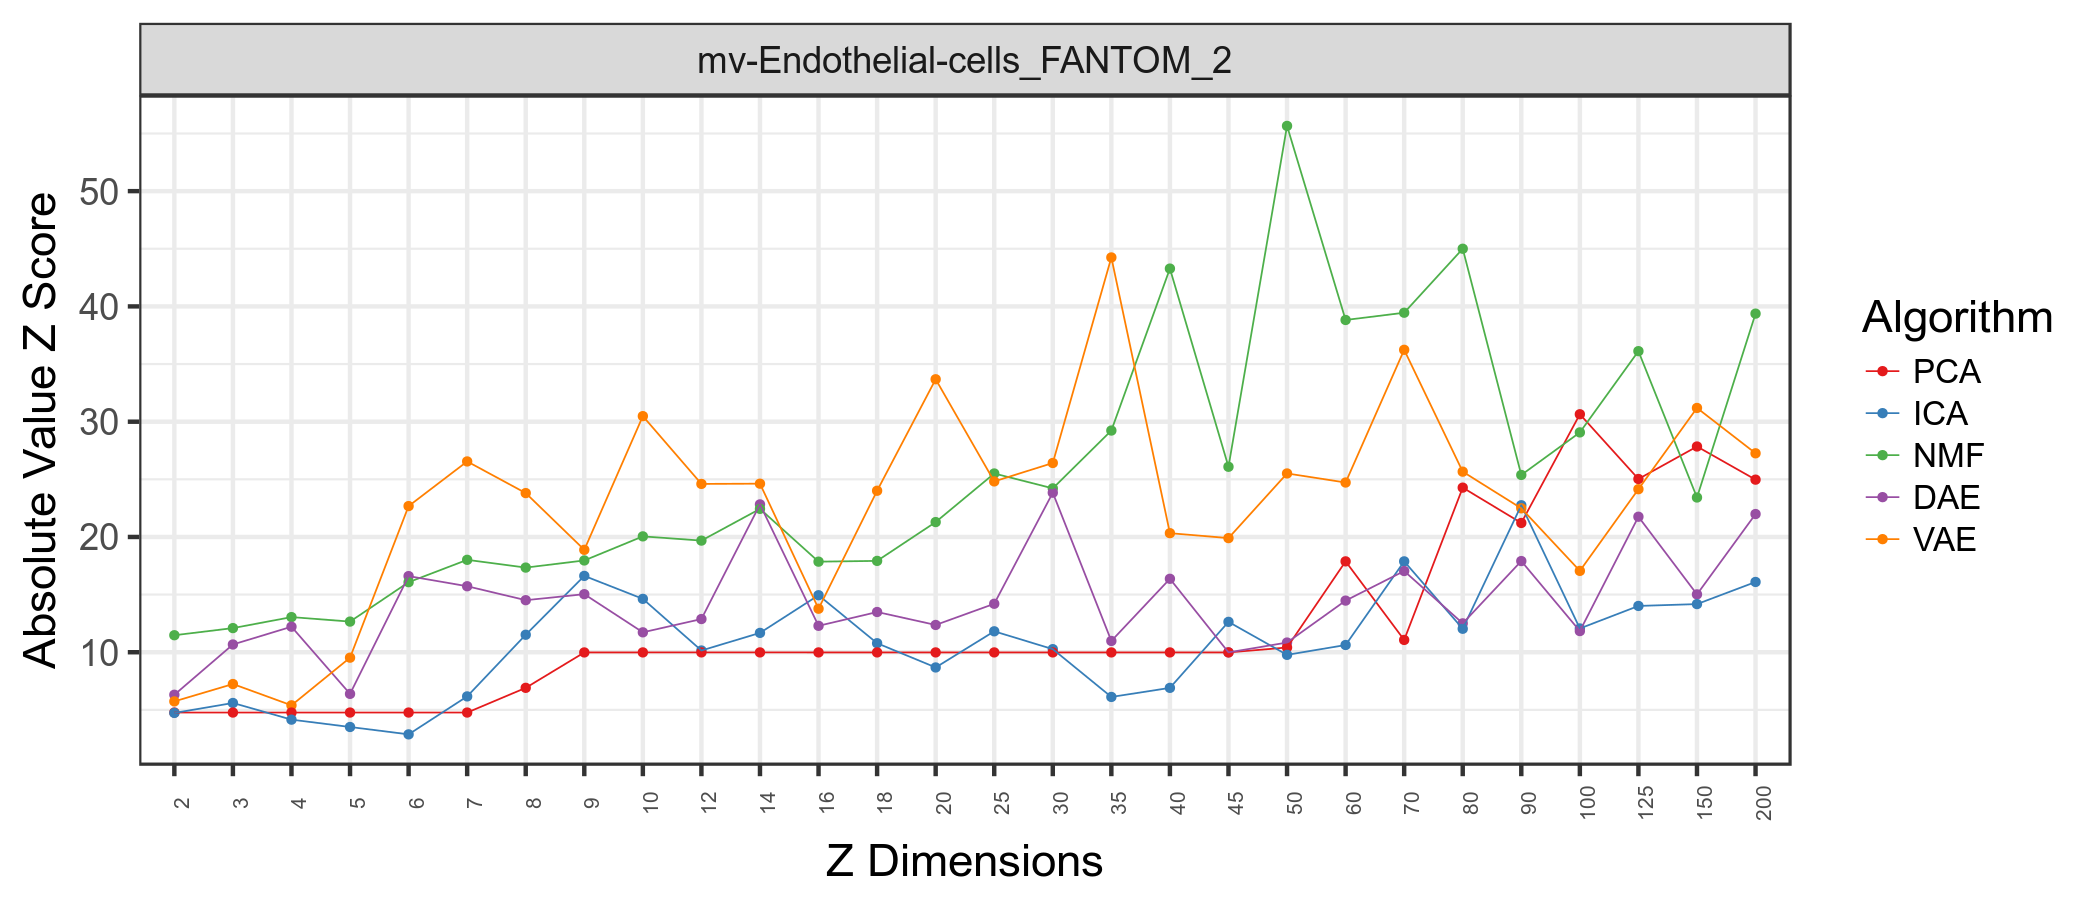 mv-Endothelial-cells_FANTOM_2
Absolute Value Z Score
50
40
30
20
10
2 3 4 5 6 7 8 9 10 12 14 16 18 20 25 30 35 40 45 50 60 70 80 90 100 125 150 200
Z Dimensions
Algorithm
PCA
ICA
NMF
DAE
VAE